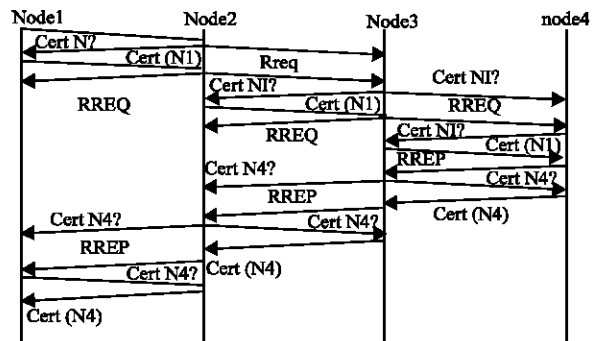 Node1 Node2 Node3 node4
Cert N?
Cert (N1) Rreq
Cert NI? Cert NI?
RREQ Cert (N1) RREQ
RREQ Cert NI?
Cert (N1)
RREP
Cert N4? Cert N4?
RREP
Cert (N4)
Cert N4? Cert N4?
RREP
Cert N4? Cert (N4)
Cert (N4)